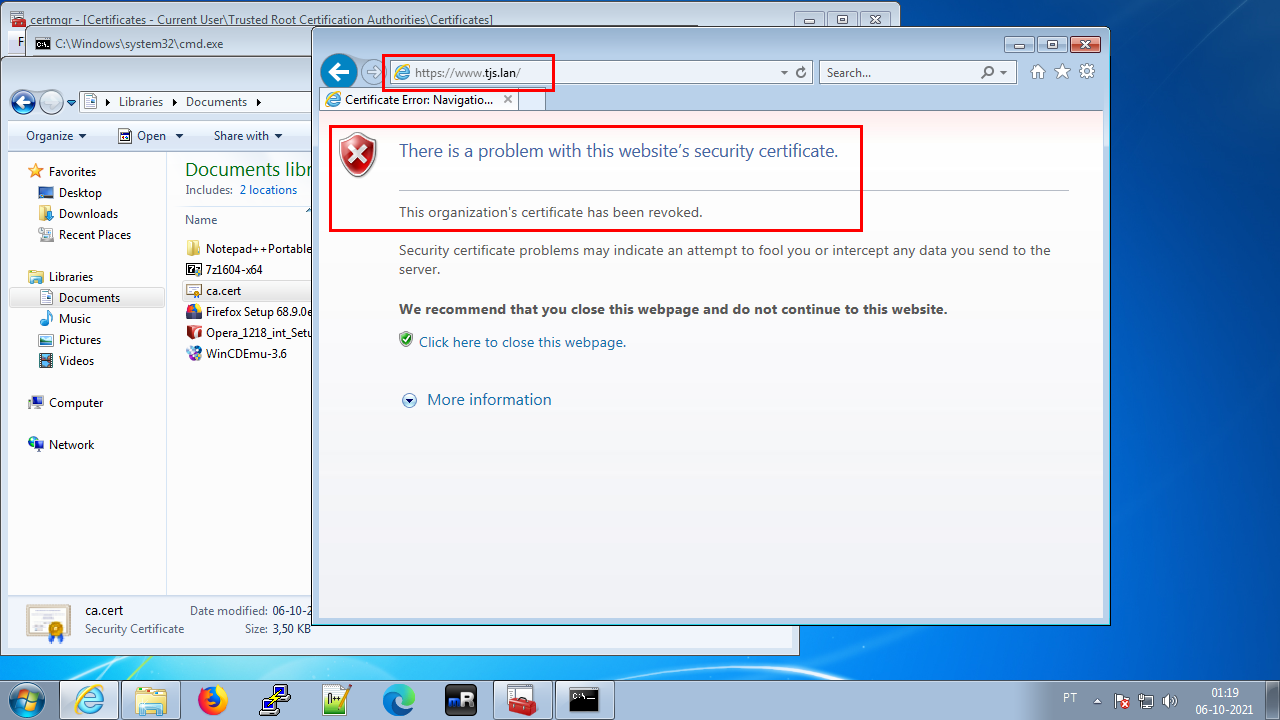 certmgr - [Certificates - Current User\Trusted Root Certification Authorities\Certificates]
F
C:\Windows\system32\cmd.exe
https://www.tjs.lan/
Search...
Certificate Error: Navigatio...
Libraries Documents
Organize Open Share with
Favorites
Desktop
Downloads
Recent Places
Libraries
Documents
Music
Pictures
Videos
Computer
Network
Documents libr
Includes: 2 locations
Name
Notepad++Portable
7z1604-x64
ca.cert
Firefox Setup 68.9.0e
Opera_1218_int_Setu
WinCDEmu-3.6
There is a problem with this website's security certificate.
This organization's certificate has been revoked.
Security certificate problems may indicate an attempt to fool you or intercept any data you send to the
server.
We recommend that you close this webpage and do not continue to this website.
Click here to close this webpage.
More information
ca.cert
Date modified: 06-10-2
Security Certificate
Size: 3,50 KB
PT
01:19
06-10-2021